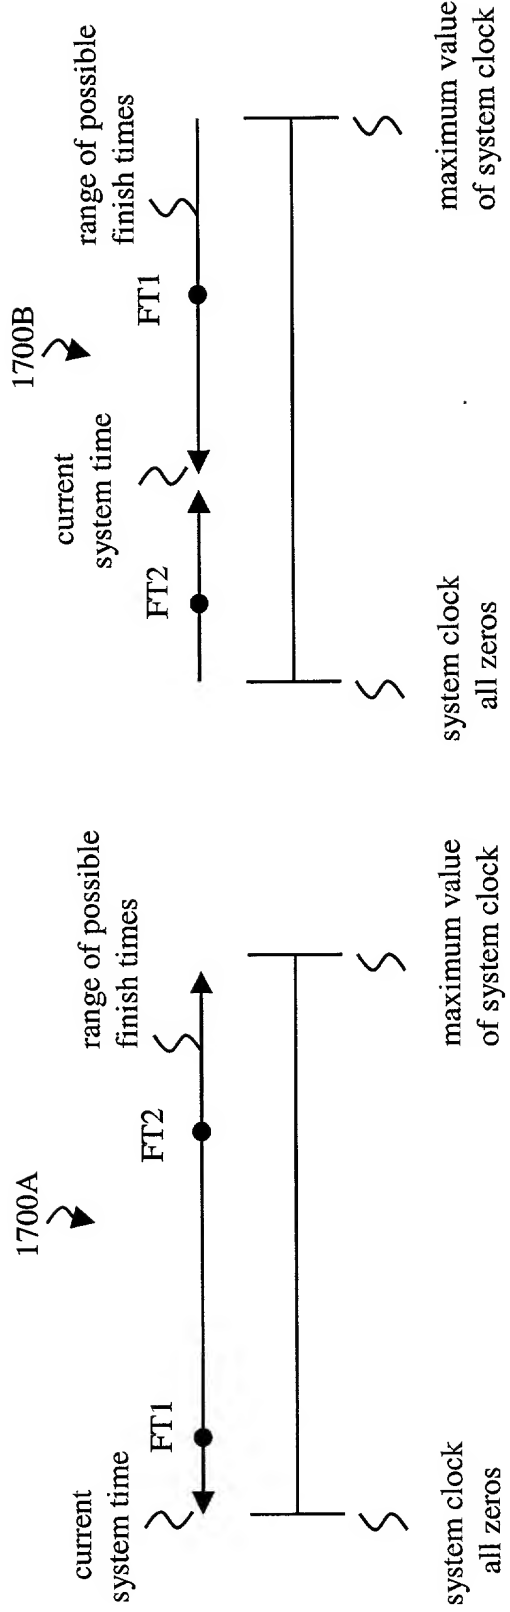 1700A
current
system time
FT1
FT2
range of possible
finish times
system clock
all zeros
maximum value
of system clock
1700B
FT2
current
system time
FT1
range of possible
finish times
system clock
all zeros
maximum value
of system clock